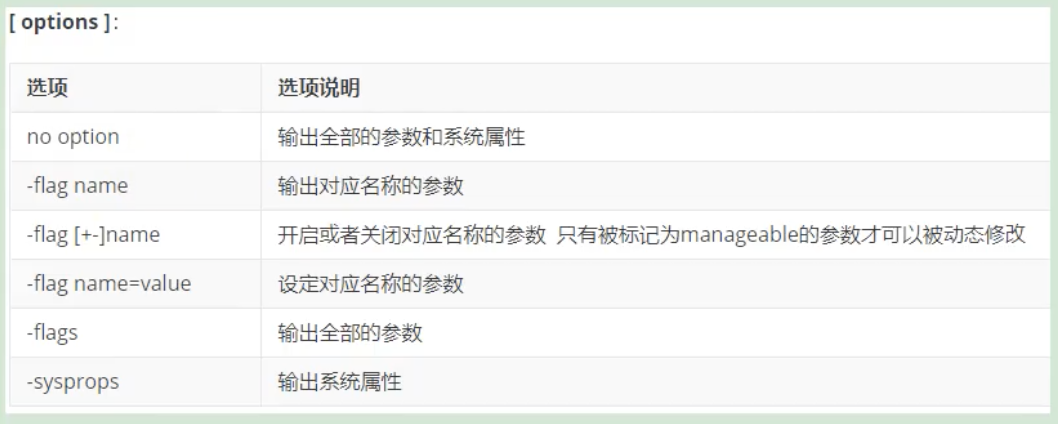 [ options ]:
选项 选项说明
no option 输出全部的参数和系统属性
-flag name 输出对应名称的参数
-flag [+-]name 开启或者关闭对应名称的参数 只有被标记为manageable的参数才可以被动态修改
-flag name=value 设定对应名称的参数
-flags 输出全部的参数
-sysprops 输出系统属性